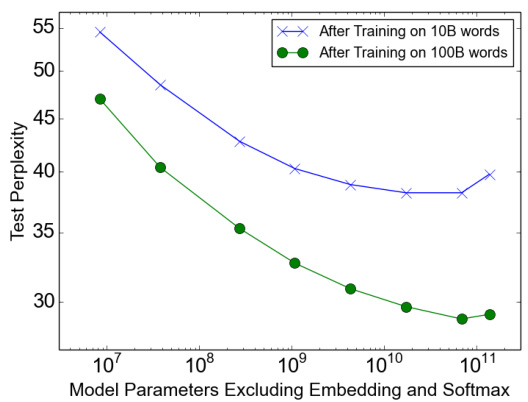 After Training on 10B words
After Training on 100B words
55
50
45
40
35
30
Test Perplexity
10^7
10^8
10^9
10^10
10^11
Model Parameters Excluding Embedding and Softmax